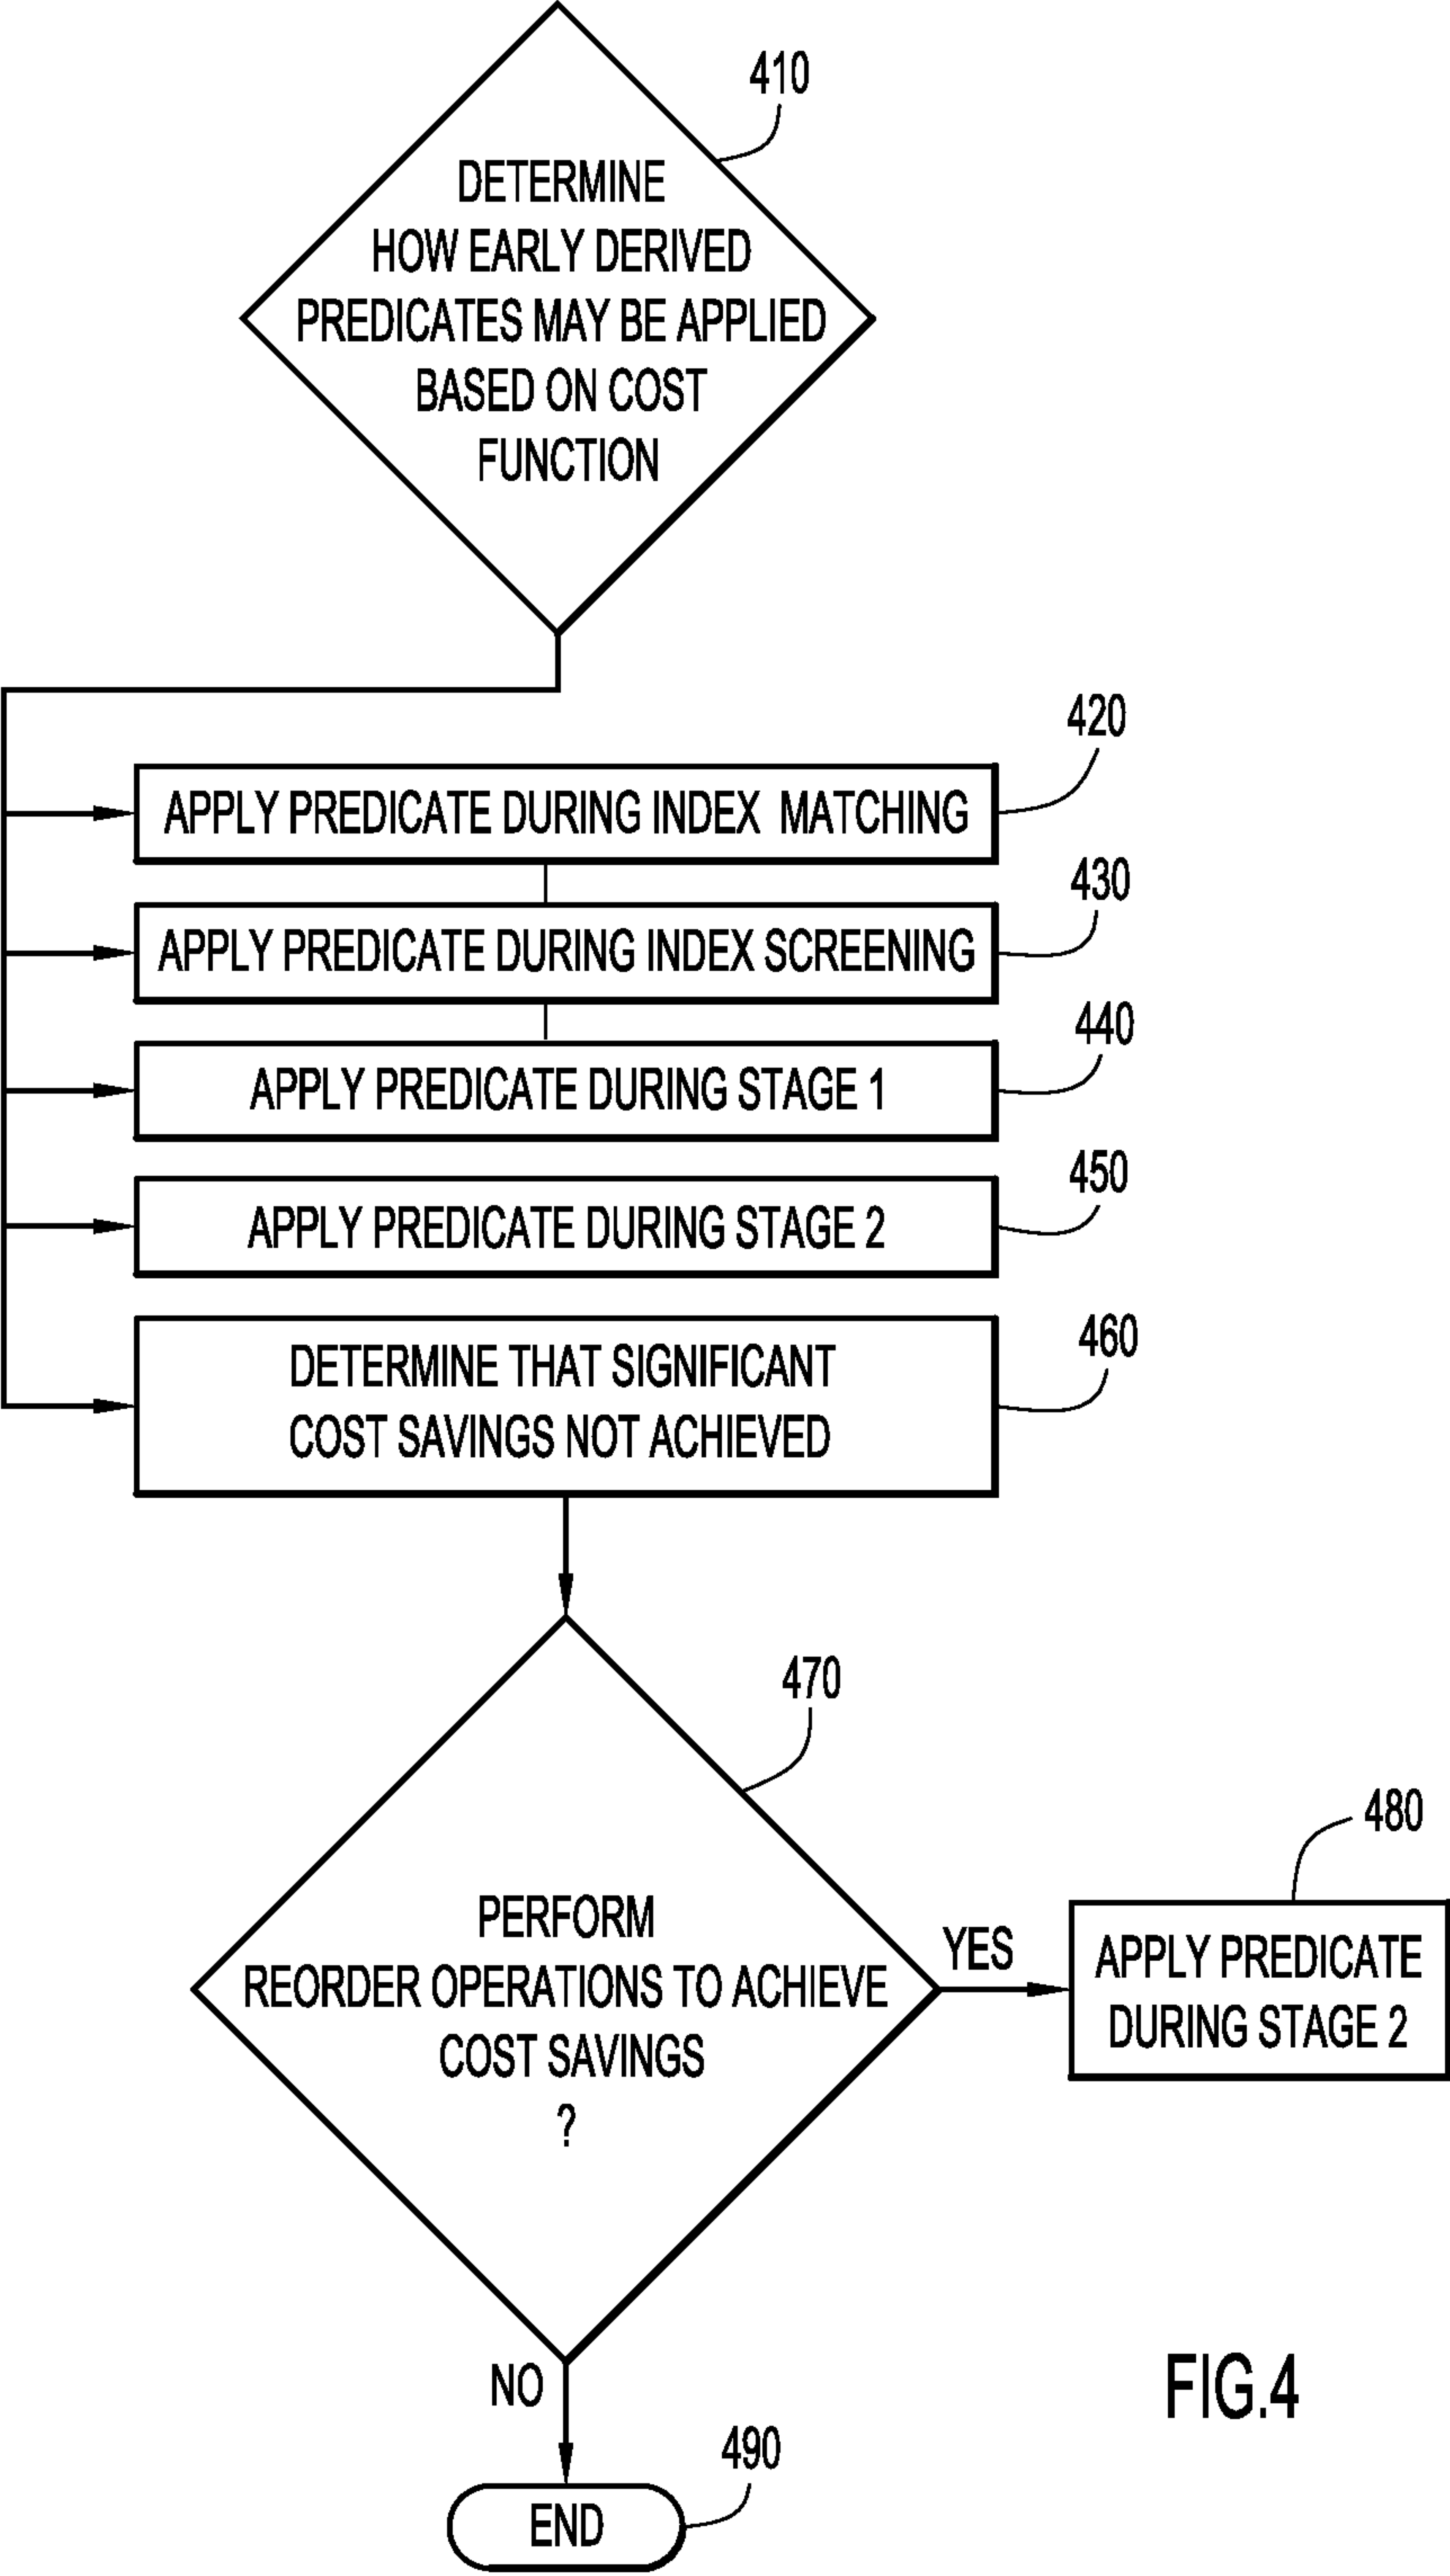 410
DETERMINE
HOW EARLY DERIVED
PREDICATES MAY BE APPLIED
BASED ON COST
FUNCTION
420
APPLY PREDICATE DURING INDEX MATCHING
430
APPLY PREDICATE DURING INDEX SCREENING
440
APPLY PREDICATE DURING STAGE 1
450
APPLY PREDICATE DURING STAGE 2
460
DETERMINE THAT SIGNIFICANT
COST SAVINGS NOT ACHIEVED
470
PERFORM
REORDER OPERATIONS TO ACHIEVE
COST SAVINGS
?
YES
480
APPLY PREDICATE
DURING STAGE 2
NO
490
END
FIG.4